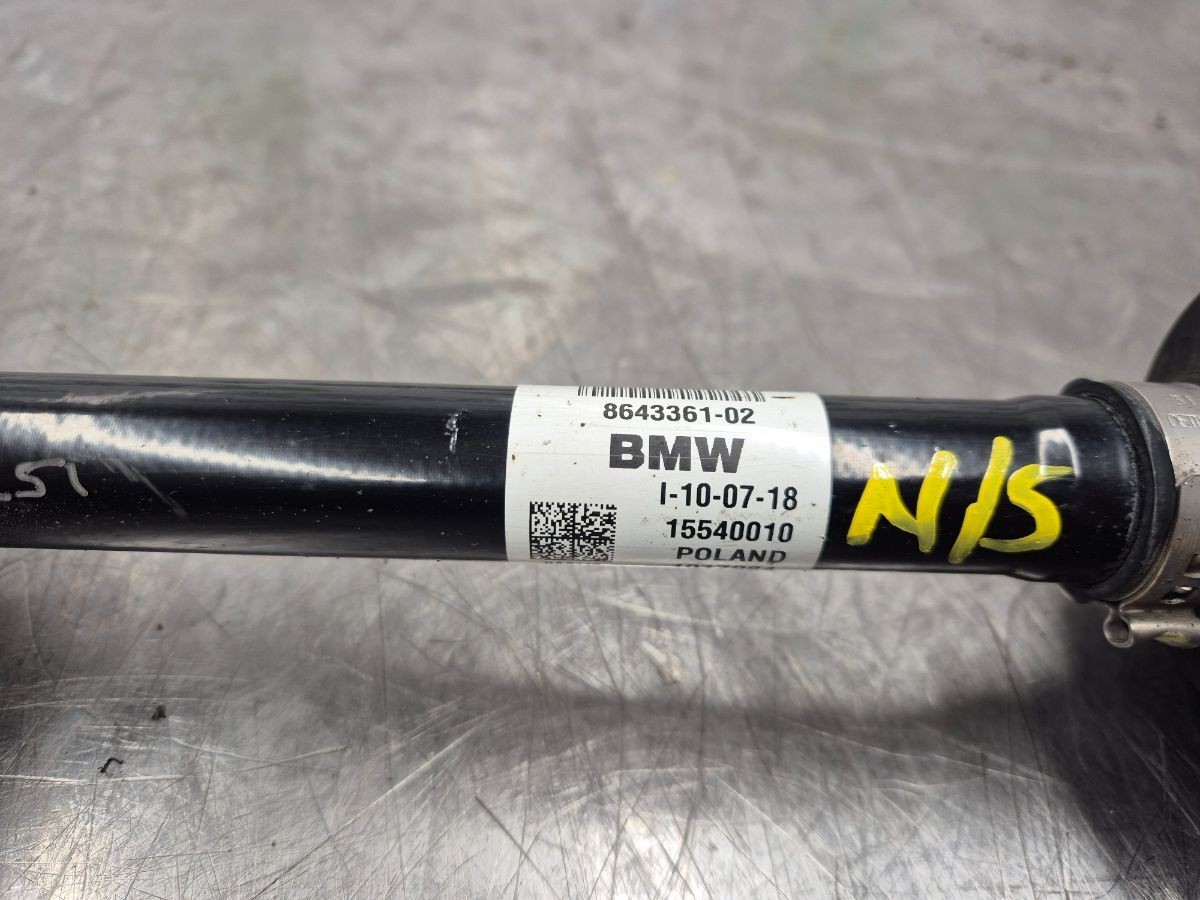 8643361-02
BMW
I-10-07-18
15540010
POLAND
N/S